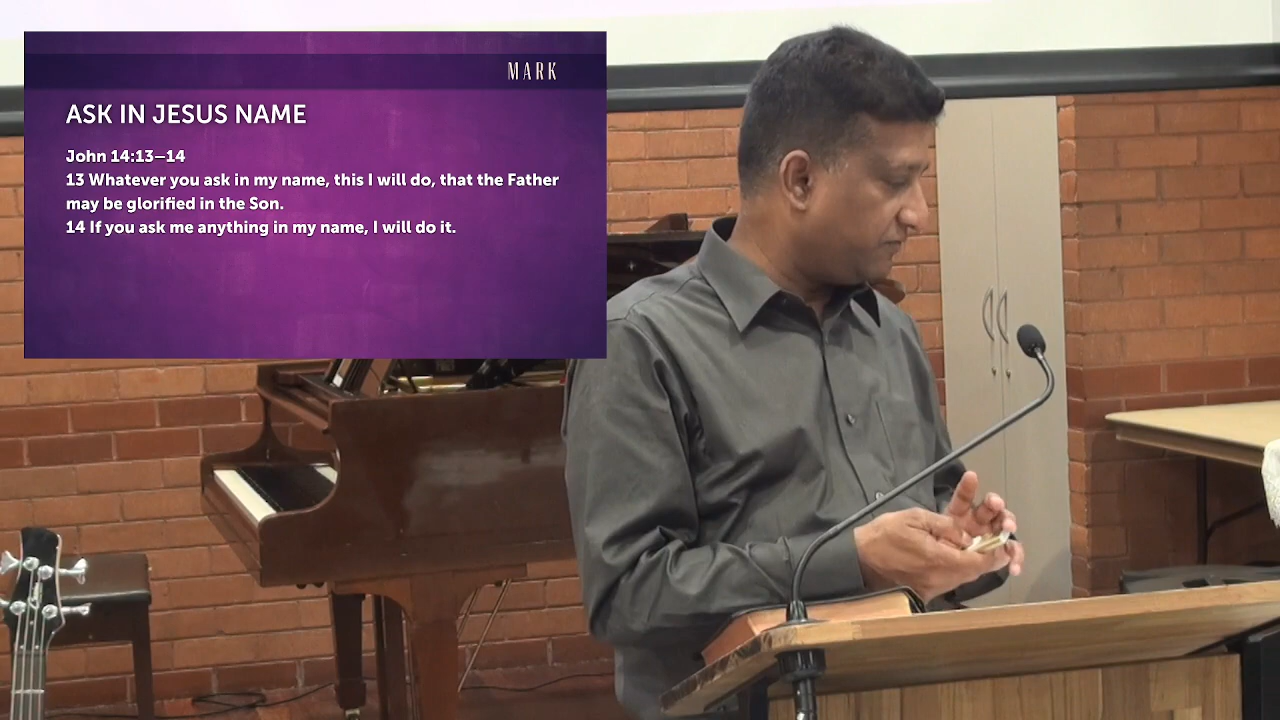 MARK
ASK IN JESUS NAME
John 14:13–14
13 Whatever you ask in my name, this I will do, that the Father
may be glorified in the Son.
14 If you ask me anything in my name, I will do it.